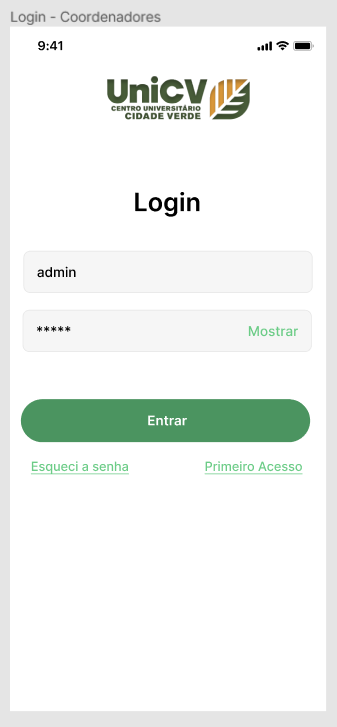 Login - Coordenadores
9:41
UniCV
CENTRO UNIVERSITÁRIO
CIDADE VERDE
Login
admin
***** Mostrar
Entrar
Esqueci a senha Primeiro Acesso